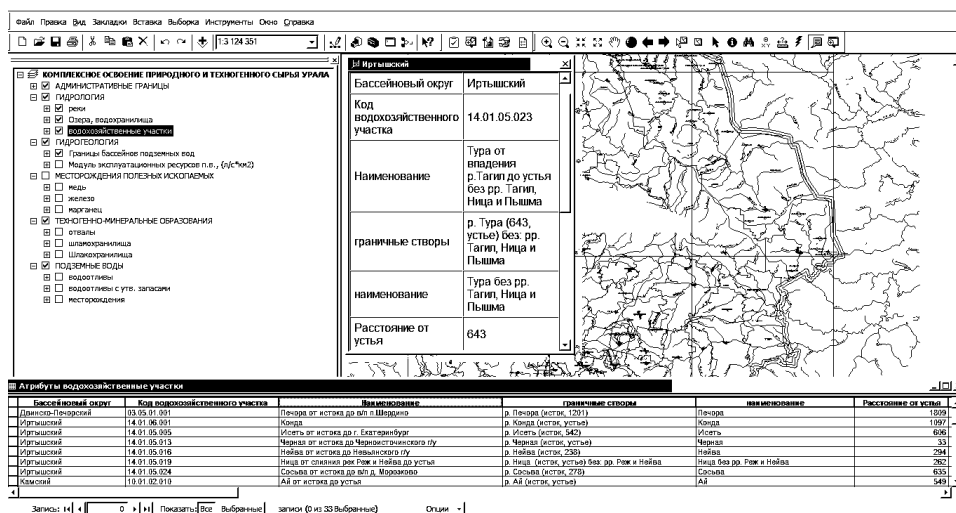 Файл Правка Вид Закладки Вставка Выборка Инструменты Окно Справка
1:3 124 351
КОМПЛЕКСНОЕ ОСВОЕНИЕ ПРИРОДНОГО И ТЕХНОГЕННОГО СЫРЬЯ УРАЛА
АДМИНИСТРАТИВНЫЕ ГРАНИЦЫ
ГИДРОЛОГИЯ
реки
Озера, водохранилища
водохозяйственные участки
ГИДРОГЕОЛОГИЯ
Границы бассейнов подземных вод
Модуль эксплуатационных ресурсов п.в., (л/с*км2)
МЕСТОРОЖДЕНИЯ ПОЛЕЗНЫХ ИСКОПАЕМЫХ
медь
железо
марганец
ТЕХНОГЕННО-МИНЕРАЛЬНЫЕ ОБРАЗОВАНИЯ
отвалы
шламохранилища
Шлакохранилища
ПОДЗЕМНЫЕ ВОДЫ
водоотливы
водоотливы с утв. запасами
месторождения
Иртышский
Бассейновый округ Иртышский
Код
водохозяйственного 14.01.05.023
участка
Наименование
Тура от
впадения
р.Тагил до устья
без рр. Тагил,
Ница и Пышма
граничные створы
р. Тура (643,
устье) без: рр.
Тагил, Ница и
Пышма
наименование
Тура без рр.
Тагил, Ница и
Пышма
Расстояние от
устья
643
Атрибуты водохозяйственные участки
Бассейновый округ Код водохозяйственного участка Наименование граничные створы наименование Расстояние от устья
Двинско-Печорский 03.05.01.001 Печора от истока до в/п п.Шердино р. Печора (исток, 1201) Печора 1809
Иртышский 14.01.06.001 Конда р. Конда (исток, устье) Конда 1097
Иртышский 14.01.05.005 Исеть от истока до г. Екатеринбург р. Исеть (исток, 542) Исеть 606
Иртышский 14.01.05.013 Черная от истока до Черноисточинского г/у р. Черная (исток, устье) Черная 33
Иртышский 14.01.05.016 Нейва от истока до Невьянского г/у р. Нейва (исток, 238) Нейва 294
Иртышский 14.01.05.019 Ница от слияния рек Реж и Нейва до устья р. Ница (исток, устье) без: рр. Реж и Нейва Ница без рр. Реж и Нейва 262
Иртышский 14.01.05.024 Сосьва от истока до в/п д. Морозково р. Сосьва (исток, 278) Сосьва 635
Камский 10.01.02.010 Ай от истока до устья р. Ай (исток, устье) Ай 549
Запись: 0 Показать: Все Выбранные записи (0 из 33 Выбранные) Опции